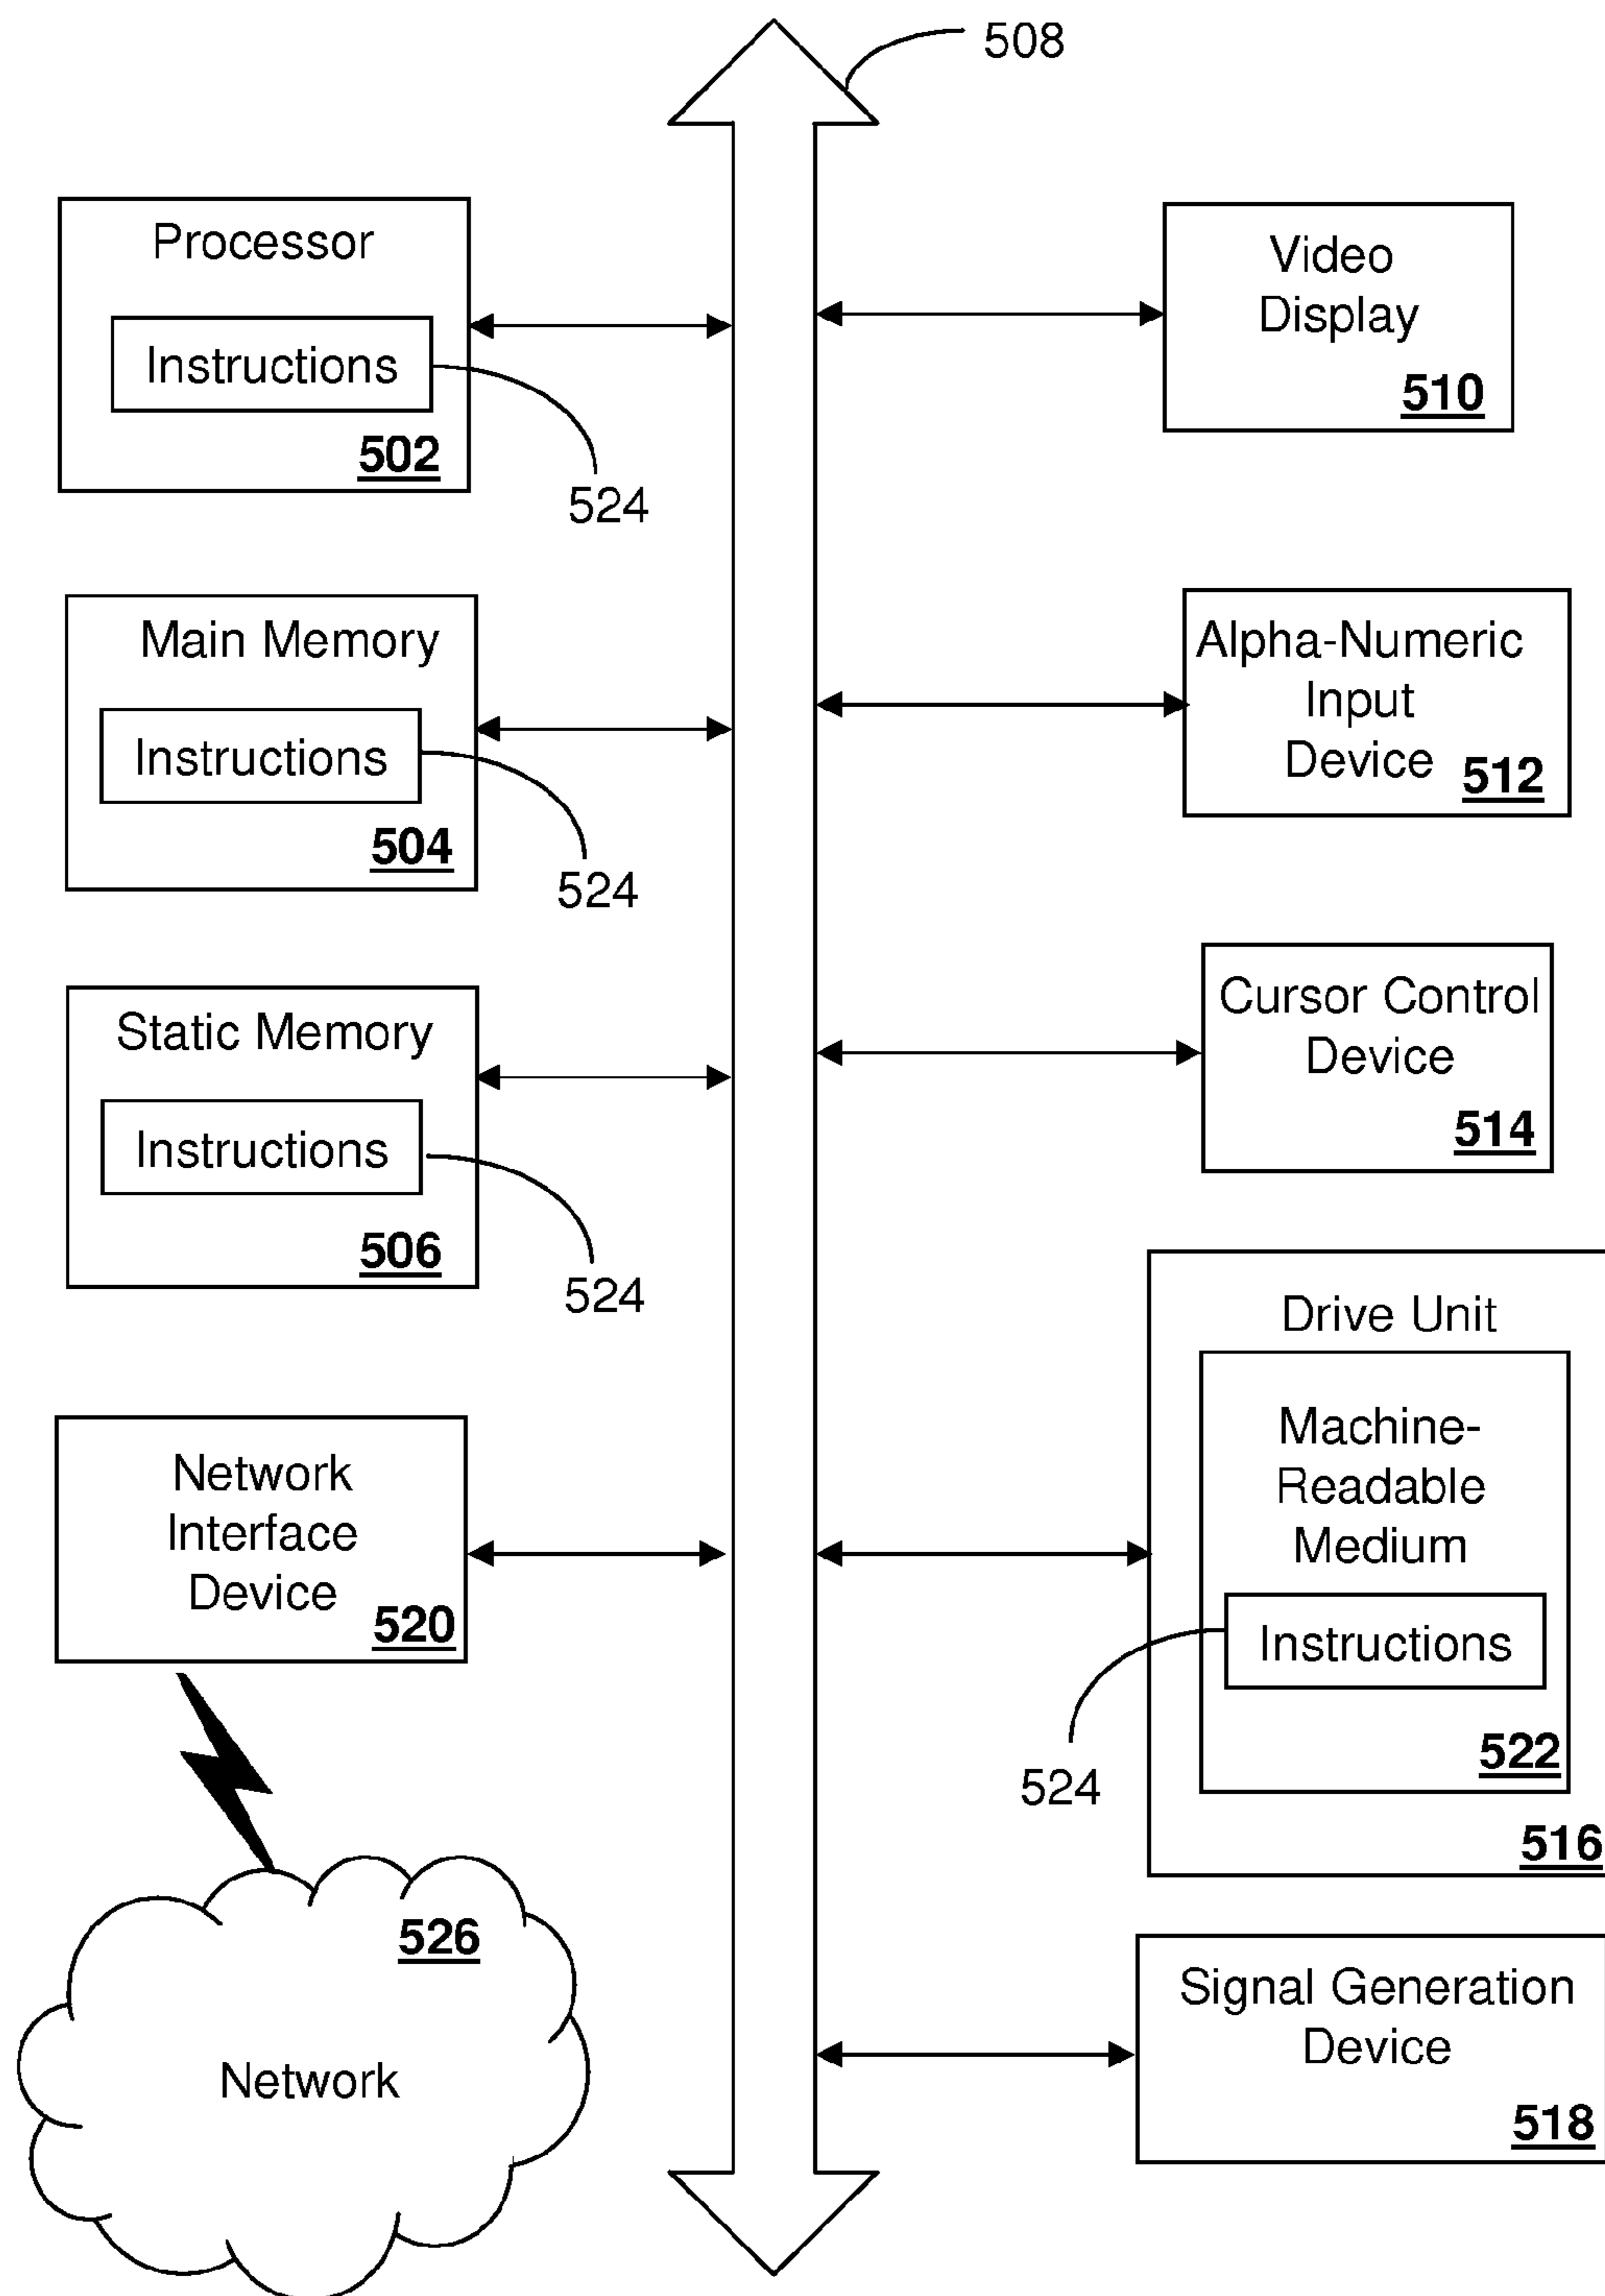 508
Processor
Instructions
502
524
Main Memory
Instructions
504
524
Static Memory
Instructions
506
524
Network
Interface
Device
520
526
Network
Video
Display
510
Alpha-Numeric
Input
Device
512
Cursor Control
Device
514
Drive Unit
Machine-
Readable
Medium
Instructions
522
524
516
Signal Generation
Device
518